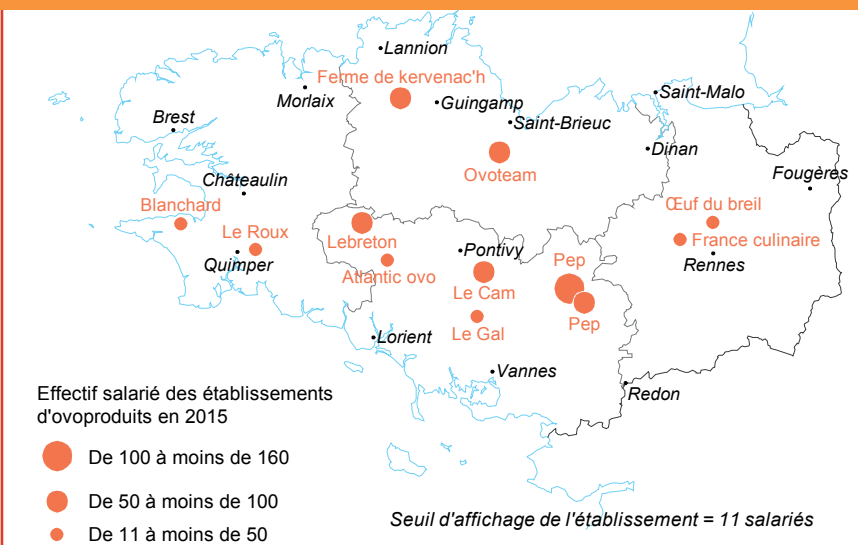 Lannion
Ferme de kervenac'h
Morlaix
Guingamp
Saint-Malo
Brest
Saint-Brieuc
Dinan
Ovoteam
Fougères
Châteaulin
Blanchard
Œuf du breil
Le Roux
Lebreton
France culinaire
Quimper
Pontivy
Rennes
Atlantic ovo
Pep
Le Cam
Le Gal
Pep
Lorient
Vannes
Redon
Effectif salarié des établissements
d'ovoproduits en 2015
De 100 à moins de 160
De 50 à moins de 100
De 11 à moins de 50
Seuil d'affichage de l'établissement = 11 salariés